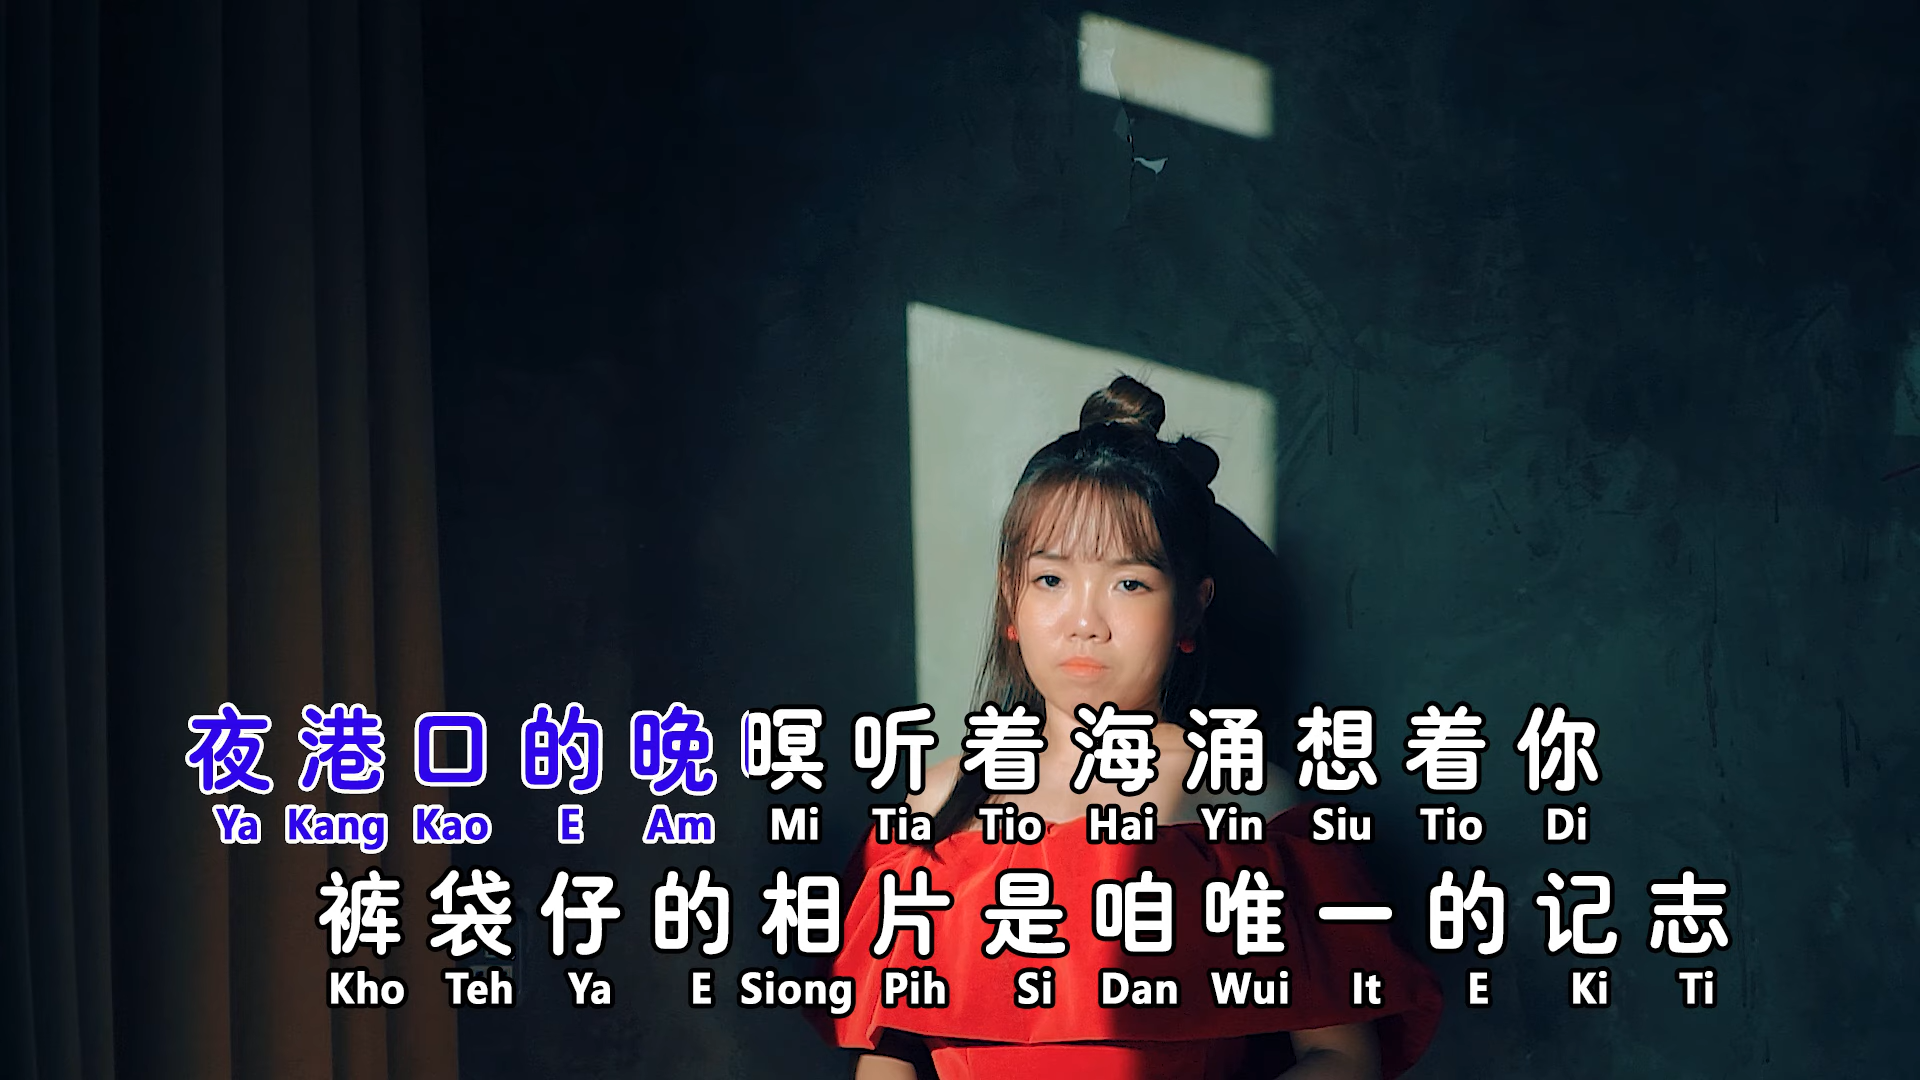 夜港口的晚暝听着海涌想着你
Ya Kang Kao E Am Mi Tia Tio Hai Yin Siu Tio Di
裤袋仔的相片是咱唯一的记志
Kho Teh Ya E Siong Pih Si Dan Wui It E Ki Ti